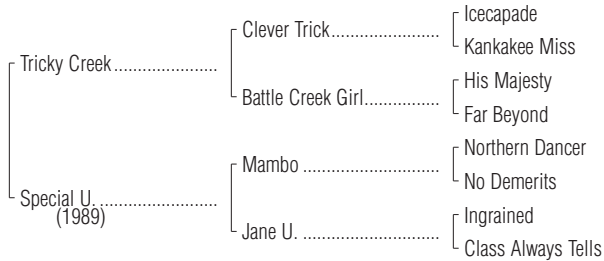 Icecapade
Clever Trick....................
Kankakee Miss
Tricky Creek...................
His Majesty
Battle Creek Girl..............
Far Beyond
Northern Dancer
Mambo .........................
No Demerits
Special U. ......................
(1989)
Ingrained
Jane U. .........................
Class Always Tells